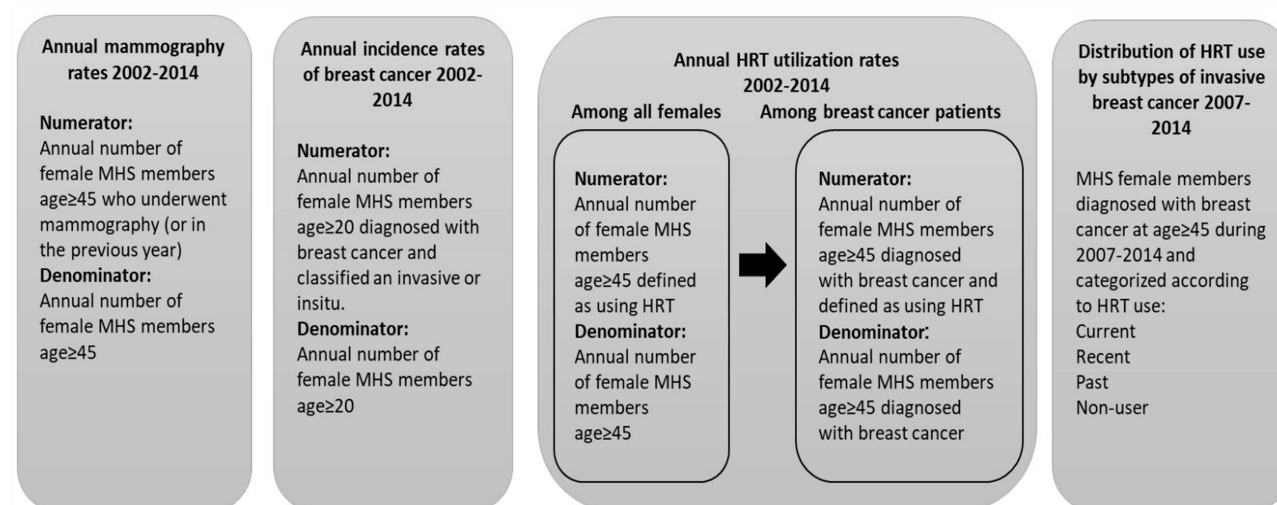 Annual mammography
rates 2002-2014
Numerator:
Annual number of
female MHS members
age≥45 who underwent
mammography (or in
the previous year)
Denominator:
Annual number of
female MHS members
age≥45
Annual incidence rates
of breast cancer 2002-
2014
Numerator:
Annual number of
female MHS members
age≥20 diagnosed with
breast cancer and
classified an invasive or
insitu.
Denominator:
Annual number of
female MHS members
age≥20
Annual HRT utilization rates
2002-2014
Among all females
Numerator:
Annual number
of female MHS
members
age≥45 defined
as using HRT
Denominator:
Annual number
of female MHS
members
age≥45
Among breast cancer patients
Numerator:
Annual number of
female MHS members
age≥45 diagnosed
with breast cancer and
defined as using HRT
Denominator:
Annual number of
female MHS members
age≥45 diagnosed
with breast cancer
Distribution of HRT use
by subtypes of invasive
breast cancer 2007-
2014
MHS female members
diagnosed with breast
cancer at age≥45 during
2007-2014 and
categorized according
to HRT use:
Current
Recent
Past
Non-user